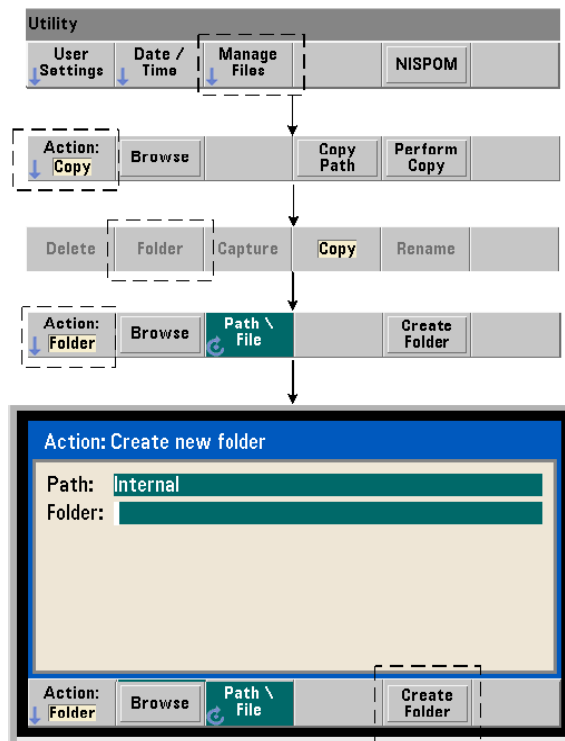 Utility
User Date / Manage
Settings Time Files NISPOM
Action: Browse Copy Perform
Copy Path Copy
Delete Folder Capture Copy Rename
Action: Browse Path \ Create
Folder File Folder
Action: Create new folder
Path: Internal
Folder:
Action: Browse Path \ Create
Folder File Folder